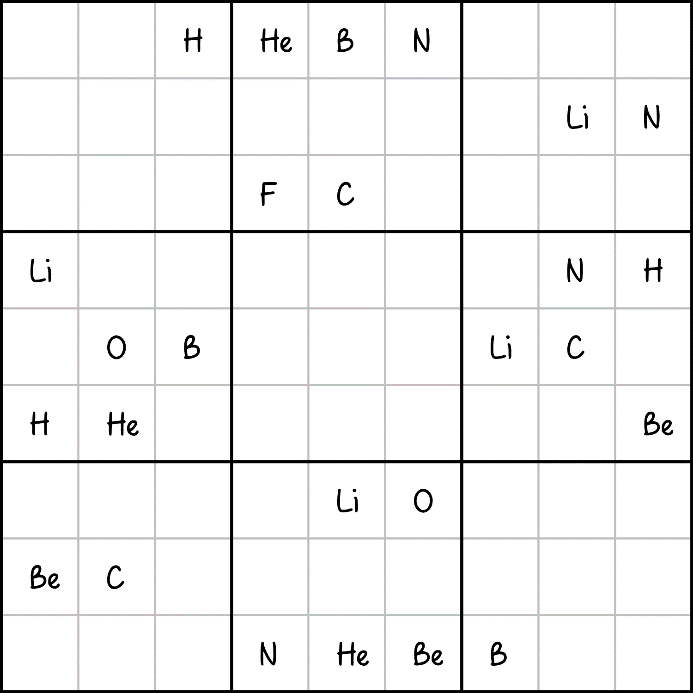 H He B N
Li N
F C
Li N H
O B Li C
H He Be
Li O
Be C
N He Be B